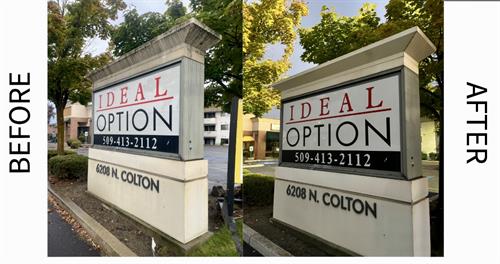 BEFORE
IDEAL
OPTION
509-413-2112
6208 N. COLTON
IDEAL
OPTION
509-413-2112
6208 N. COLTON
AFTER